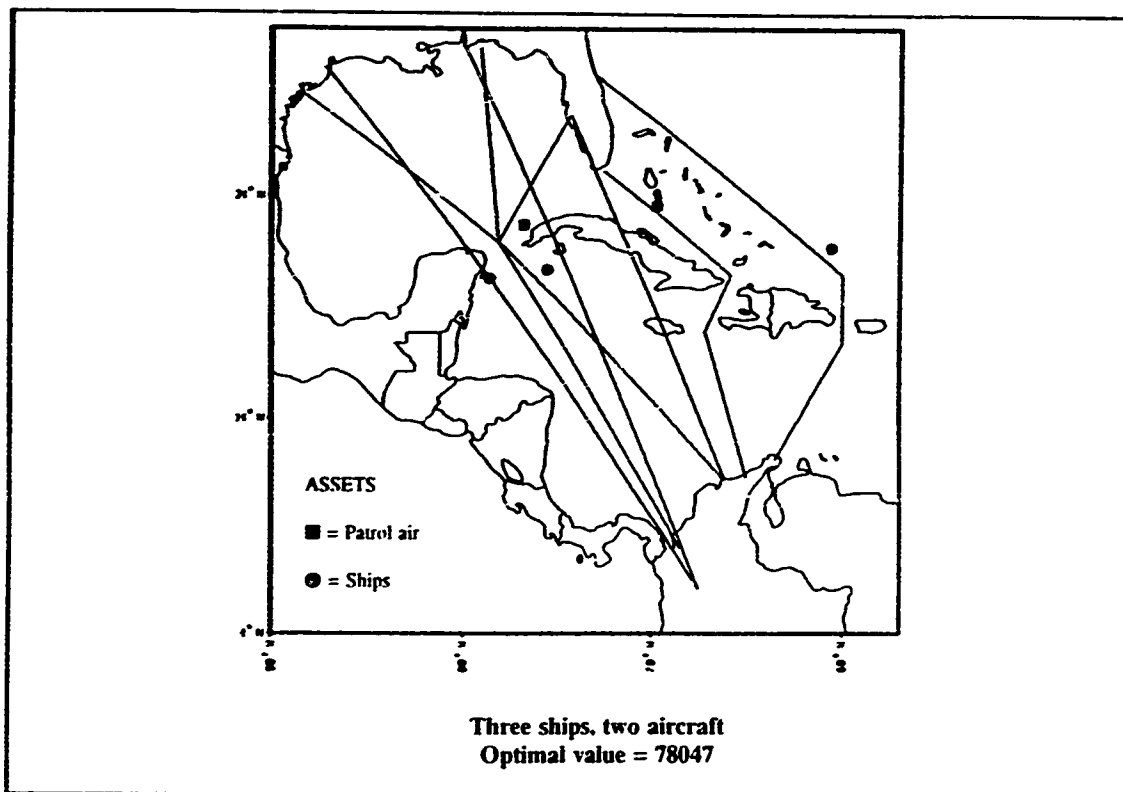 ASSETS
= Patrol air
= Ships
Three ships, two aircraft
Optimal value = 78047